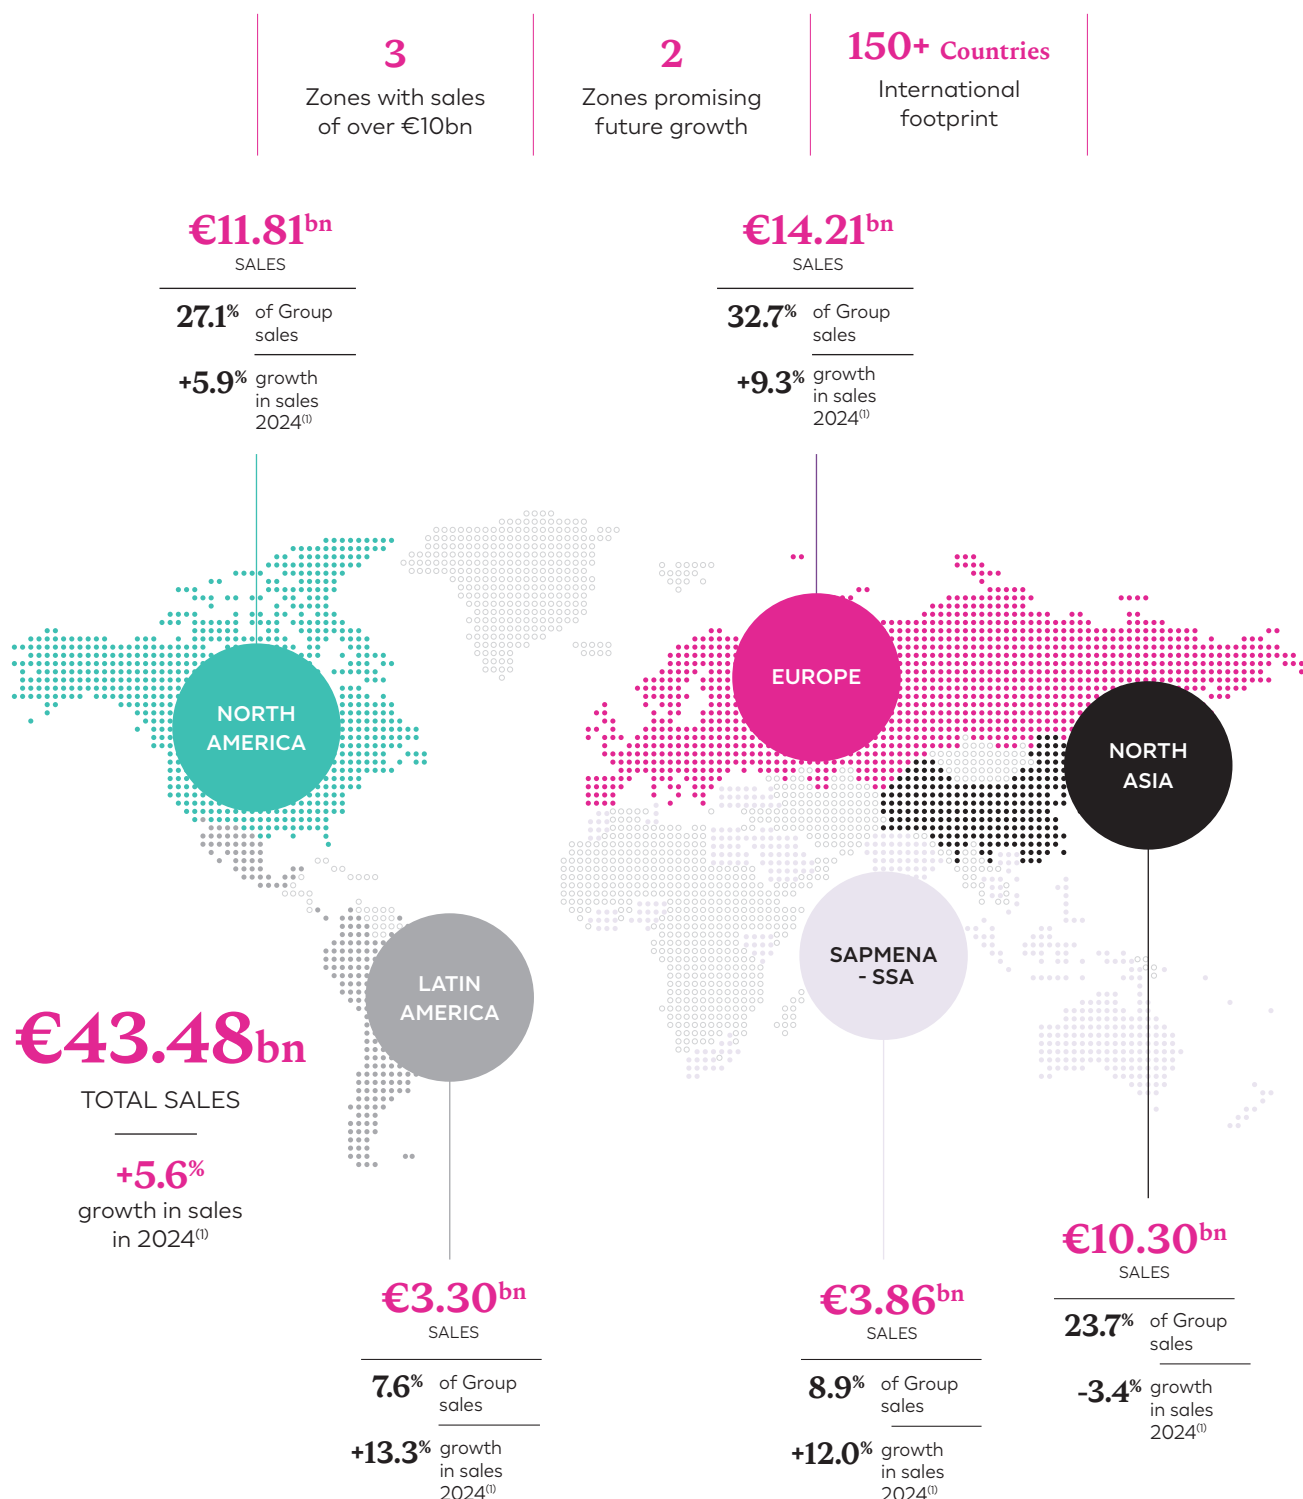 3
Zones with sales
of over €10bn
2
Zones promising
future growth
150+ Countries
International
footprint
€11.81bn
SALES
27.1% of Group
sales
+5.9% growth
in sales
2024(1)
€14.21bn
SALES
32.7% of Group
sales
+9.3% growth
in sales
2024(1)
NORTH
AMERICA
EUROPE
NORTH
ASIA
LATIN
AMERICA
SAPMENA
- SSA
€43.48bn
TOTAL SALES
+5.6%
growth in sales
in 2024(1)
€3.30bn
SALES
7.6% of Group
sales
+13.3% growth
in sales
2024(1)
€3.86bn
SALES
8.9% of Group
sales
+12.0% growth
in sales
2024(1)
€10.30bn
SALES
23.7% of Group
sales
-3.4% growth
in sales
2024(1)